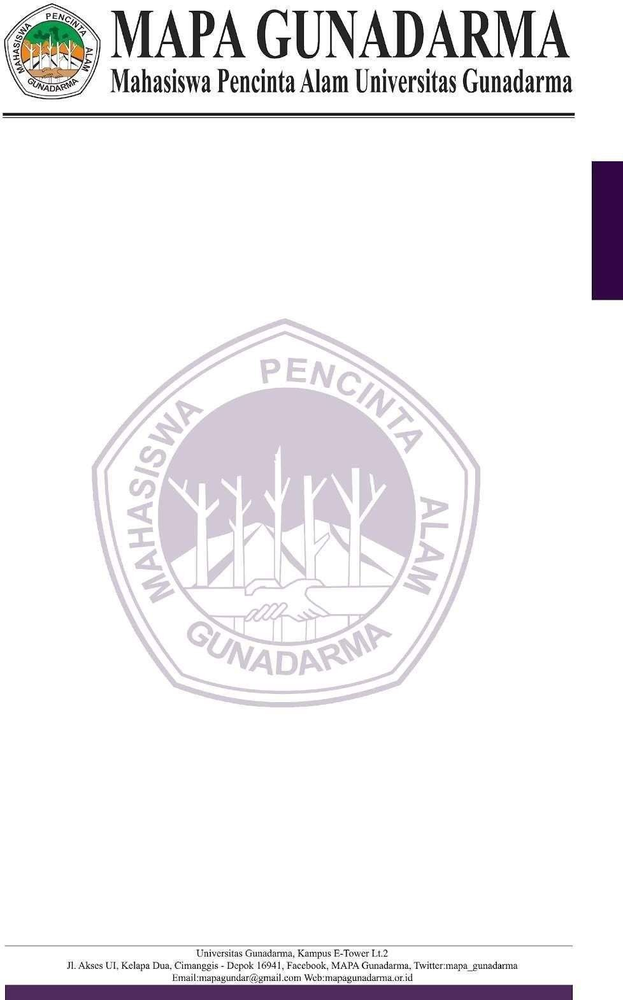 MAHASISWA PENCINTA ALAM
GUNADARMA
MAPA GUNADARMA
Mahasiswa Pencinta Alam Universitas Gunadarma
MAHASISWA PENCINTA ALAM
GUNADARMA
Universitas Gunadarma, Kampus E-Tower Lt.2
Jl. Akses UI, Kelapa Dua, Cimanggis - Depok 16941, Facebook, MAPA Gunadarma, Twitter:mapa_gunadarma
Email:mapagundar@gmail.com Web:mapagunadarma.or.id